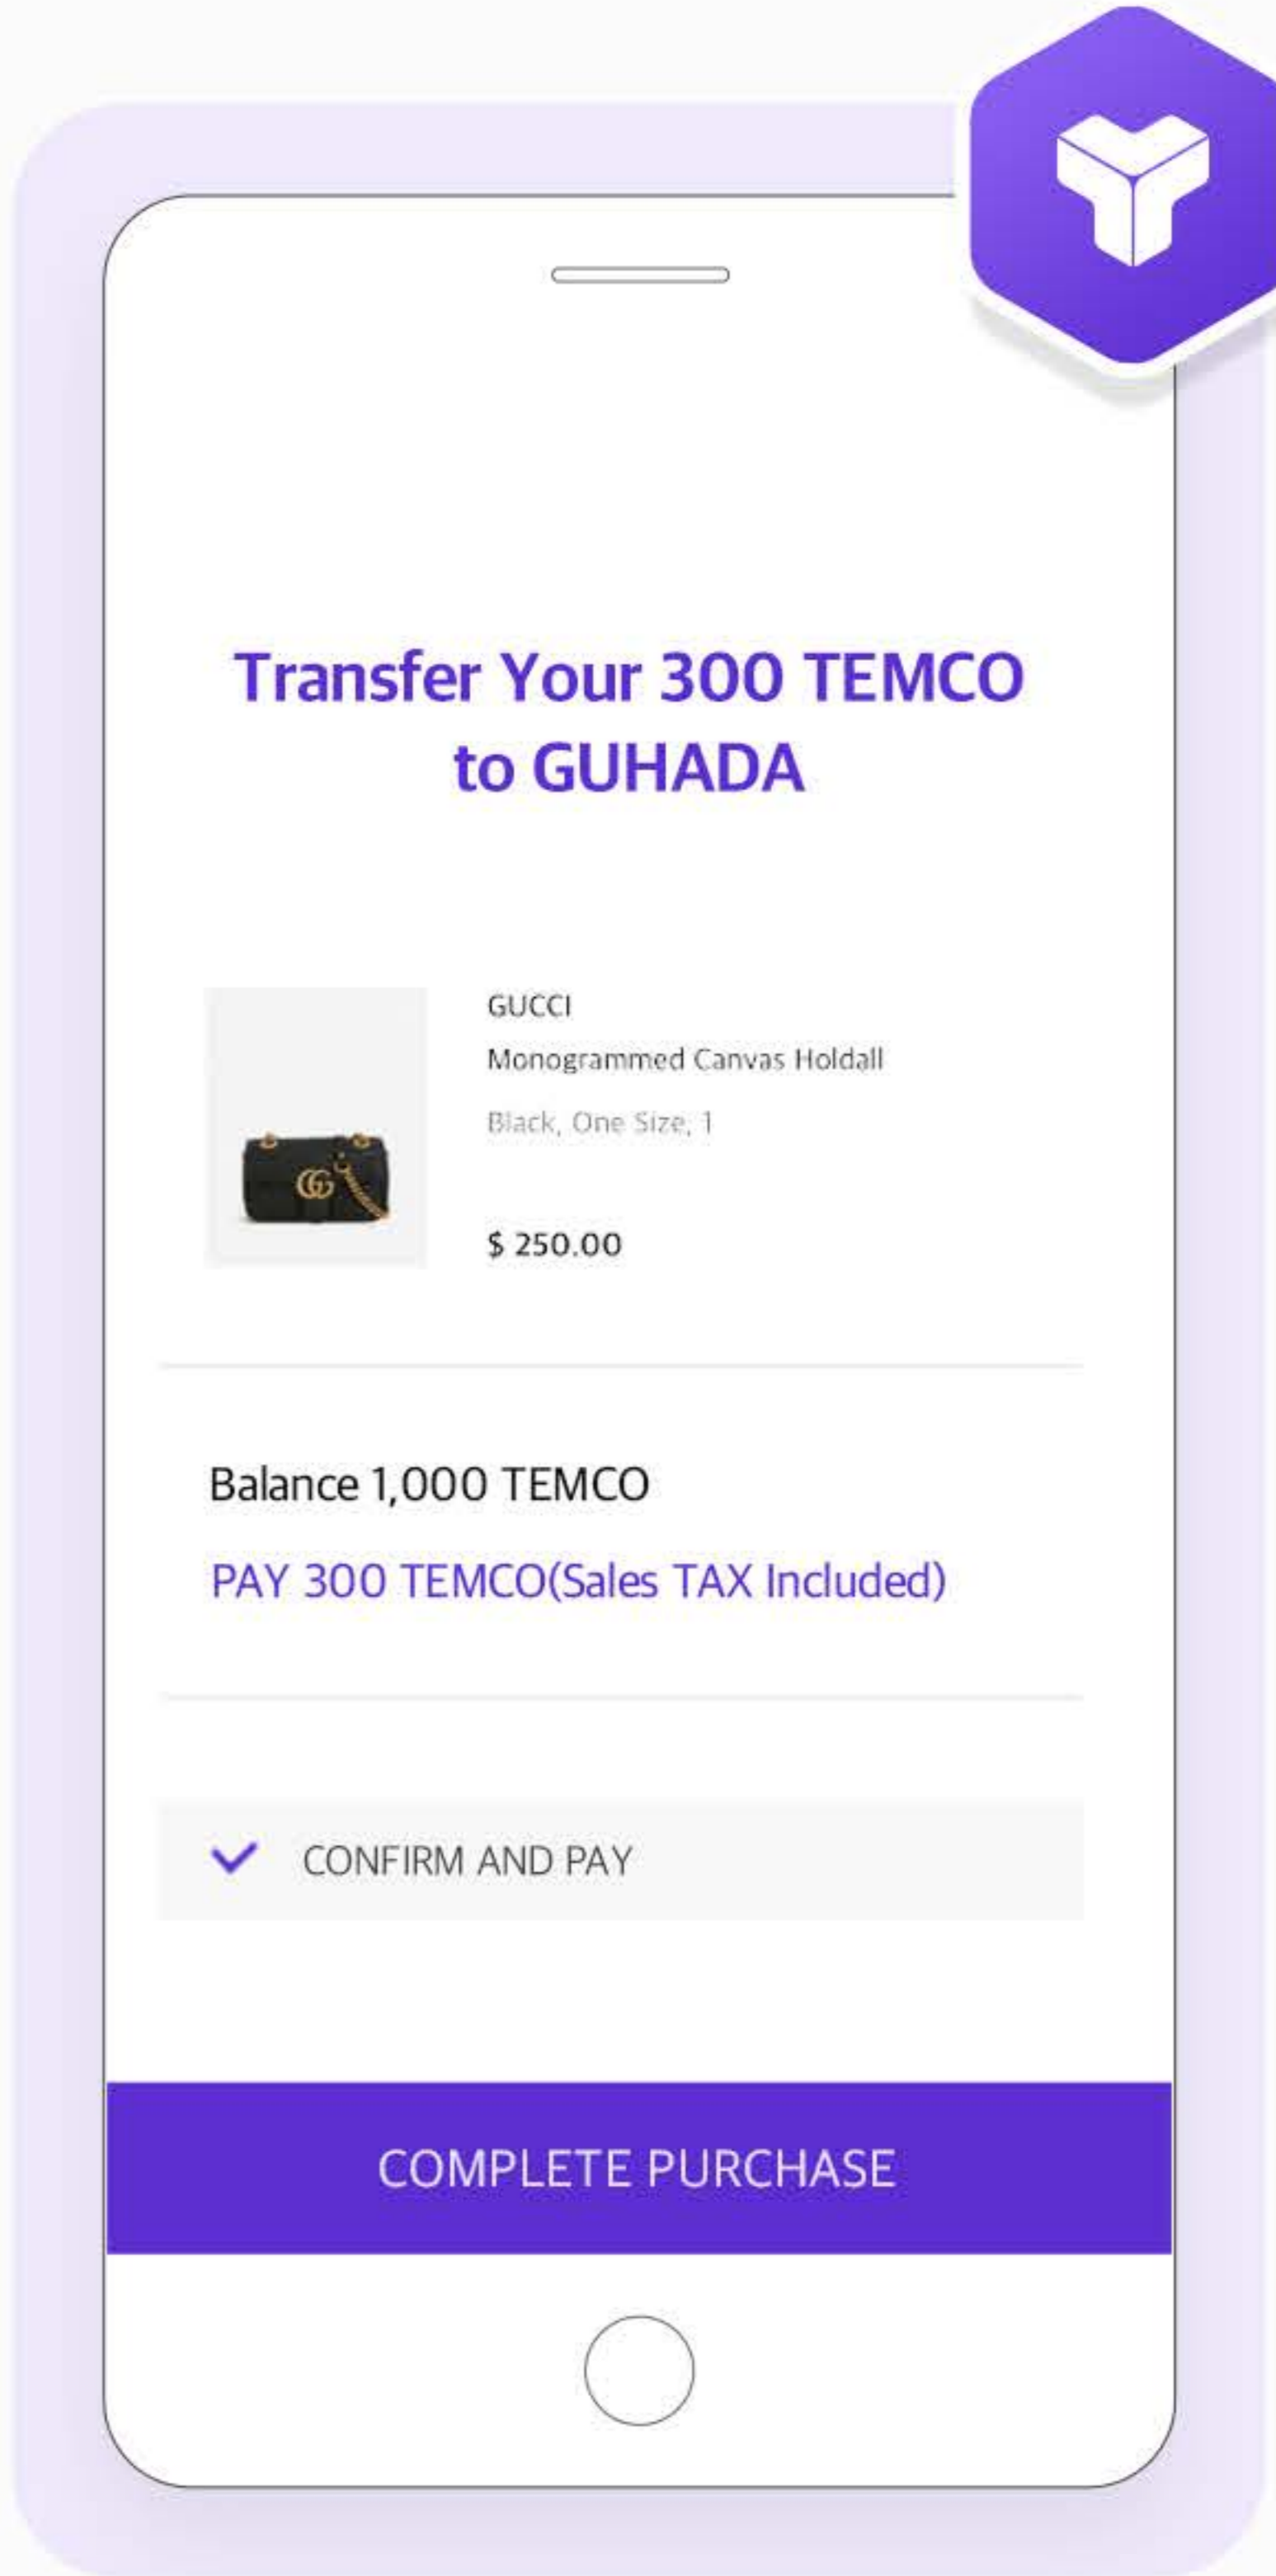 Transfer Your 300 TEMCO
to GUHADA
GUCCI
Monogrammed Canvas Holdall
Black, One Size, 1
$ 250.00
Balance 1,000 TEMCO
PAY 300 TEMCO(Sales TAX Included)
CONFIRM AND PAY
COMPLETE PURCHASE